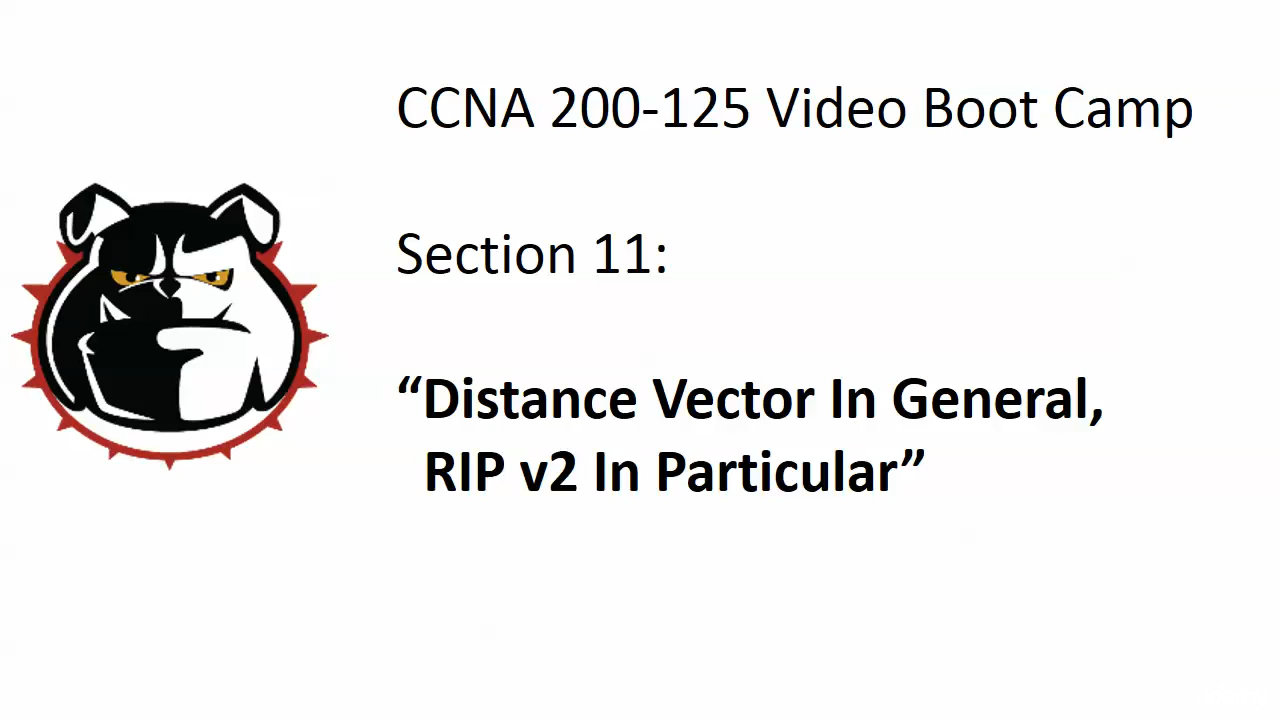 CCNA 200-125 Video Boot Camp
Section 11:
“Distance Vector In General,
RIP v2 In Particular”